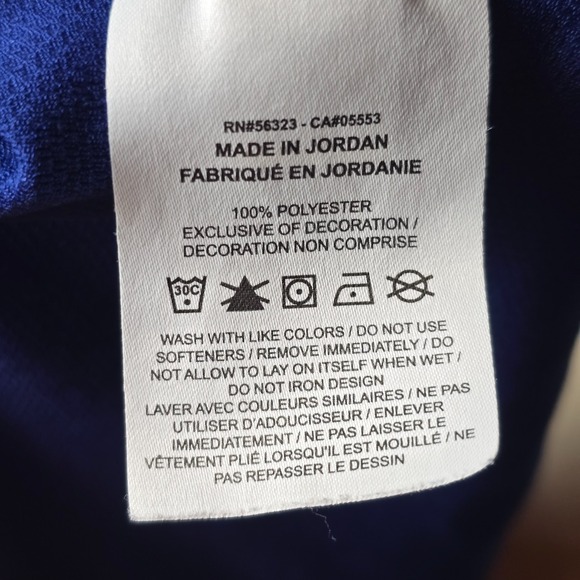 RN#56323 - CA#05553
MADE IN JORDAN
FABRIQUÉ EN JORDANIE
100% POLYESTER
EXCLUSIVE OF DECORATION /
DECORATION NON COMPRISE
30C
WASH WITH LIKE COLORS / DO NOT USE
SOFTENERS / REMOVE IMMEDIATELY / DO
NOT ALLOW TO LAY ON ITSELF WHEN WET /
DO NOT IRON DESIGN
LAVER AVEC COULEURS SIMILAIRES / NE PAS
UTILISER D'ADOUCISSEUR / ENLEVER
IMMEDIATEMENT / NE PAS LAISSER LE
VÊTEMENT PLIÉ LORSQU'IL EST MOUILLÉ / NE
PAS REPASSER LE DESSIN